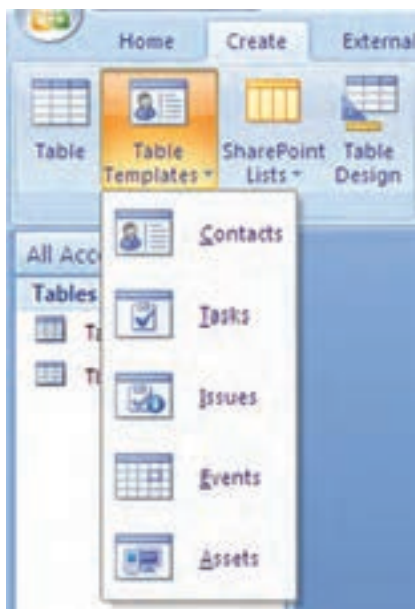 Home Create External
Table Table Templates SharePoint Lists Table Design
Contacts
All Acc
Tables
Tasks
Issues
Events
Assets